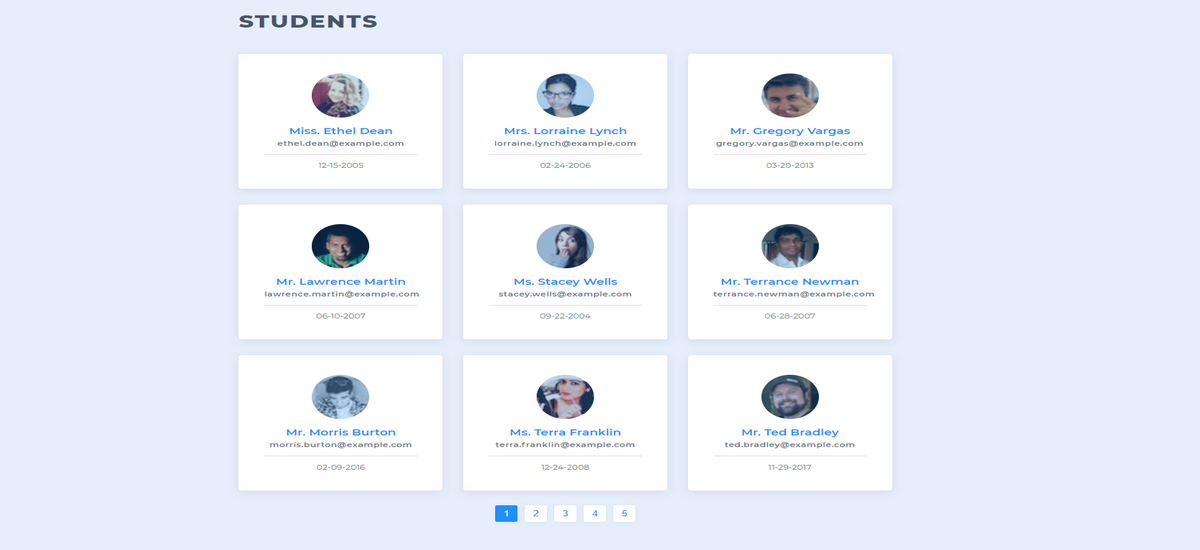 STUDENTS
Miss. Ethel Dean
ethel.dean@example.com
12-15-2005
Mrs. Lorraine Lynch
lorraine.lynch@example.com
02-24-2006
Mr. Gregory Vargas
gregory.vargas@example.com
03-20-2013
Mr. Lawrence Martin
lawrence.martin@example.com
06-10-2007
Ms. Stacey Wells
stacey.wells@example.com
09-22-2004
Mr. Terrance Newman
terrance.newman@example.com
06-28-2007
Mr. Morris Burton
morris.burton@example.com
02-09-2016
Ms. Terra Franklin
terra.franklin@example.com
12-24-2008
Mr. Ted Bradley
ted.bradley@example.com
11-29-2017
1 2 3 4 5